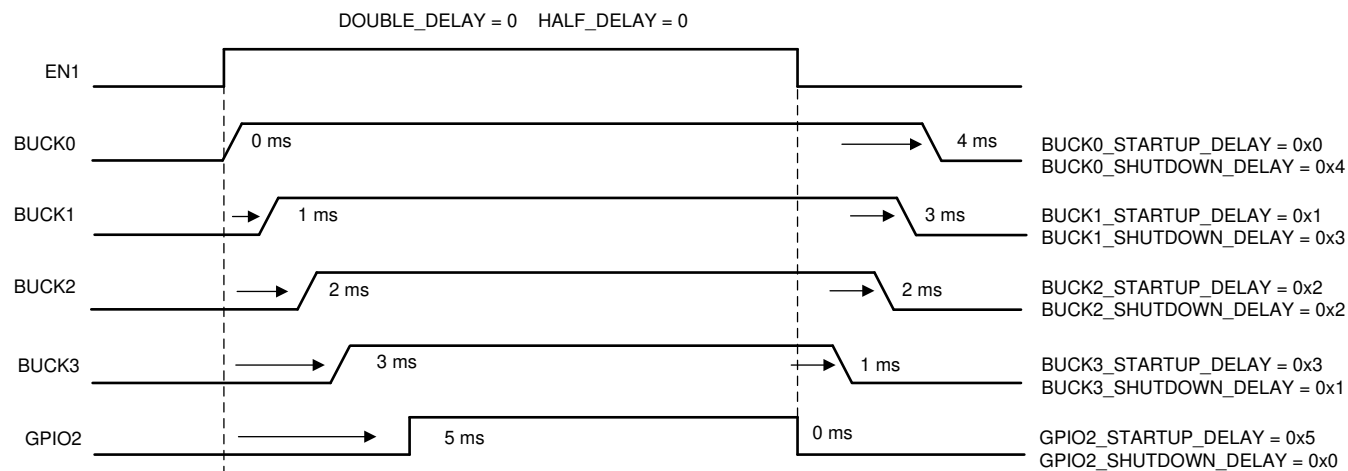 DOUBLE_DELAY = 0 HALF_DELAY = 0
EN1
BUCK0
0 ms
4 ms
BUCK0_STARTUP_DELAY = 0x0
BUCK0_SHUTDOWN_DELAY = 0x4
BUCK1
1 ms
3 ms
BUCK1_STARTUP_DELAY = 0x1
BUCK1_SHUTDOWN_DELAY = 0x3
BUCK2
2 ms
2 ms
BUCK2_STARTUP_DELAY = 0x2
BUCK2_SHUTDOWN_DELAY = 0x2
BUCK3
3 ms
1 ms
BUCK3_STARTUP_DELAY = 0x3
BUCK3_SHUTDOWN_DELAY = 0x1
GPIO2
5 ms
0 ms
GPIO2_STARTUP_DELAY = 0x5
GPIO2_SHUTDOWN_DELAY = 0x0